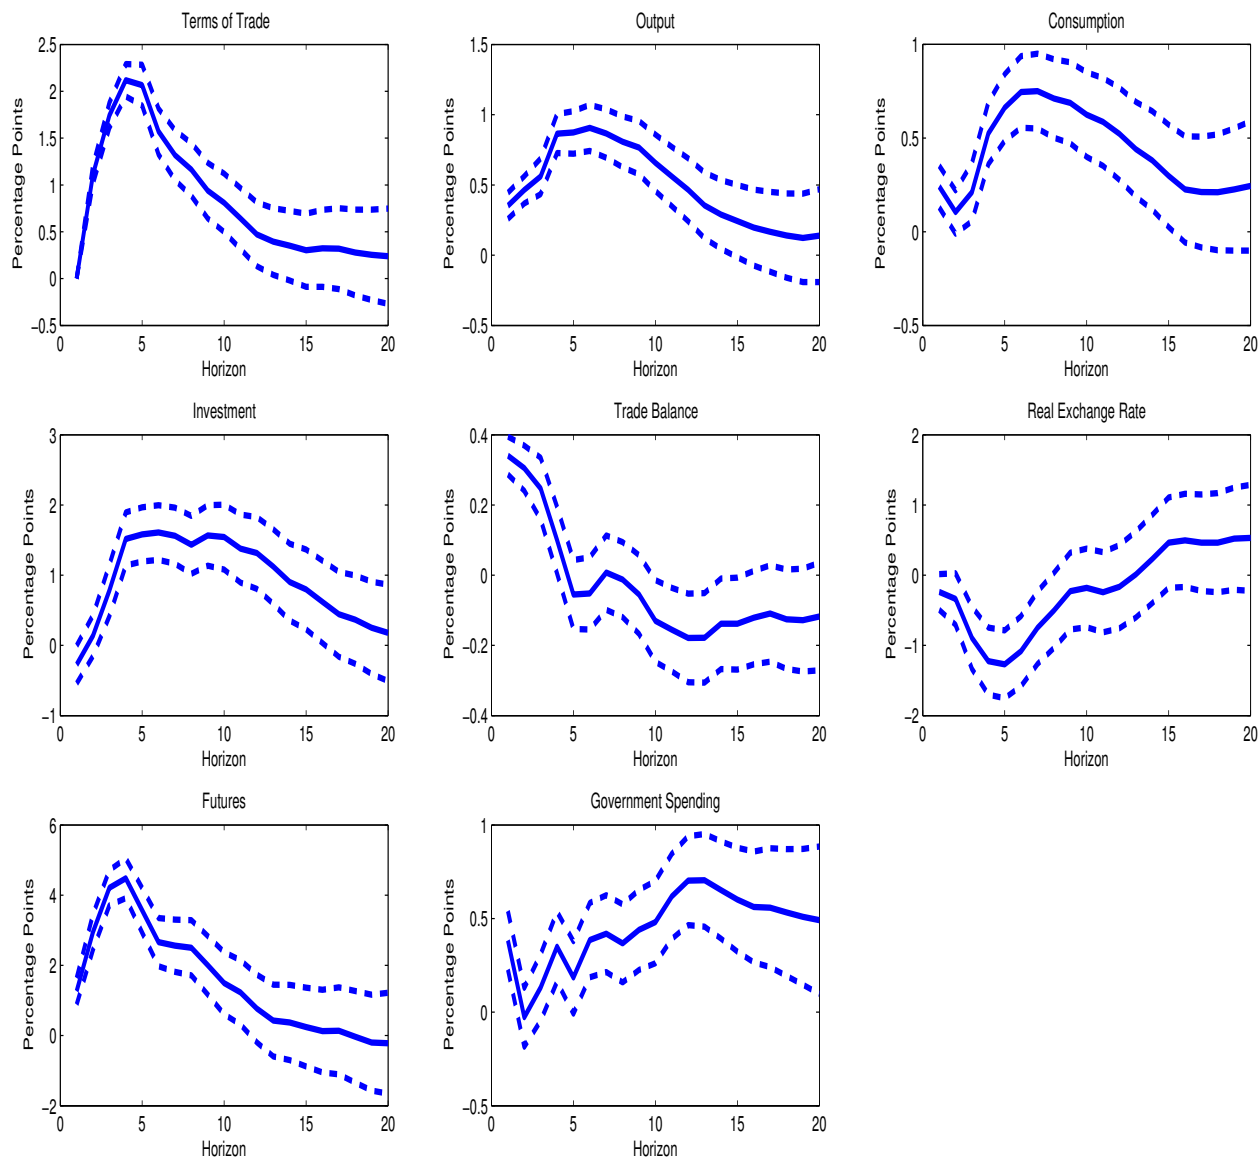 Terms of Trade
Percentage Points
2.5
2
1.5
1
0.5
0
−0.5
0 5 10 15 20
Horizon
Output
Percentage Points
1.5
1
0.5
0
−0.5
0 5 10 15 20
Horizon
Consumption
Percentage Points
1
0.5
0
−0.5
0 5 10 15 20
Horizon
Investment
Percentage Points
3
2
1
0
−1
0 5 10 15 20
Horizon
Trade Balance
Percentage Points
0.4
0.2
0
−0.2
−0.4
0 5 10 15 20
Horizon
Real Exchange Rate
Percentage Points
2
1
0
−1
−2
0 5 10 15 20
Horizon
Futures
Percentage Points
6
4
2
0
−2
0 5 10 15 20
Horizon
Government Spending
Percentage Points
1
0.5
0
−0.5
0 5 10 15 20
Horizon